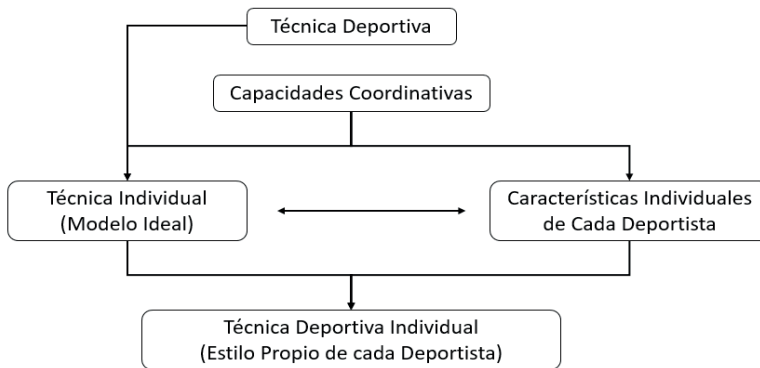 Técnica Deportiva
Capacidades Coordinativas
Técnica Individual
(Modelo Ideal)
Características Individuales
de Cada Deportista
Técnica Deportiva Individual
(Estilo Propio de cada Deportista)